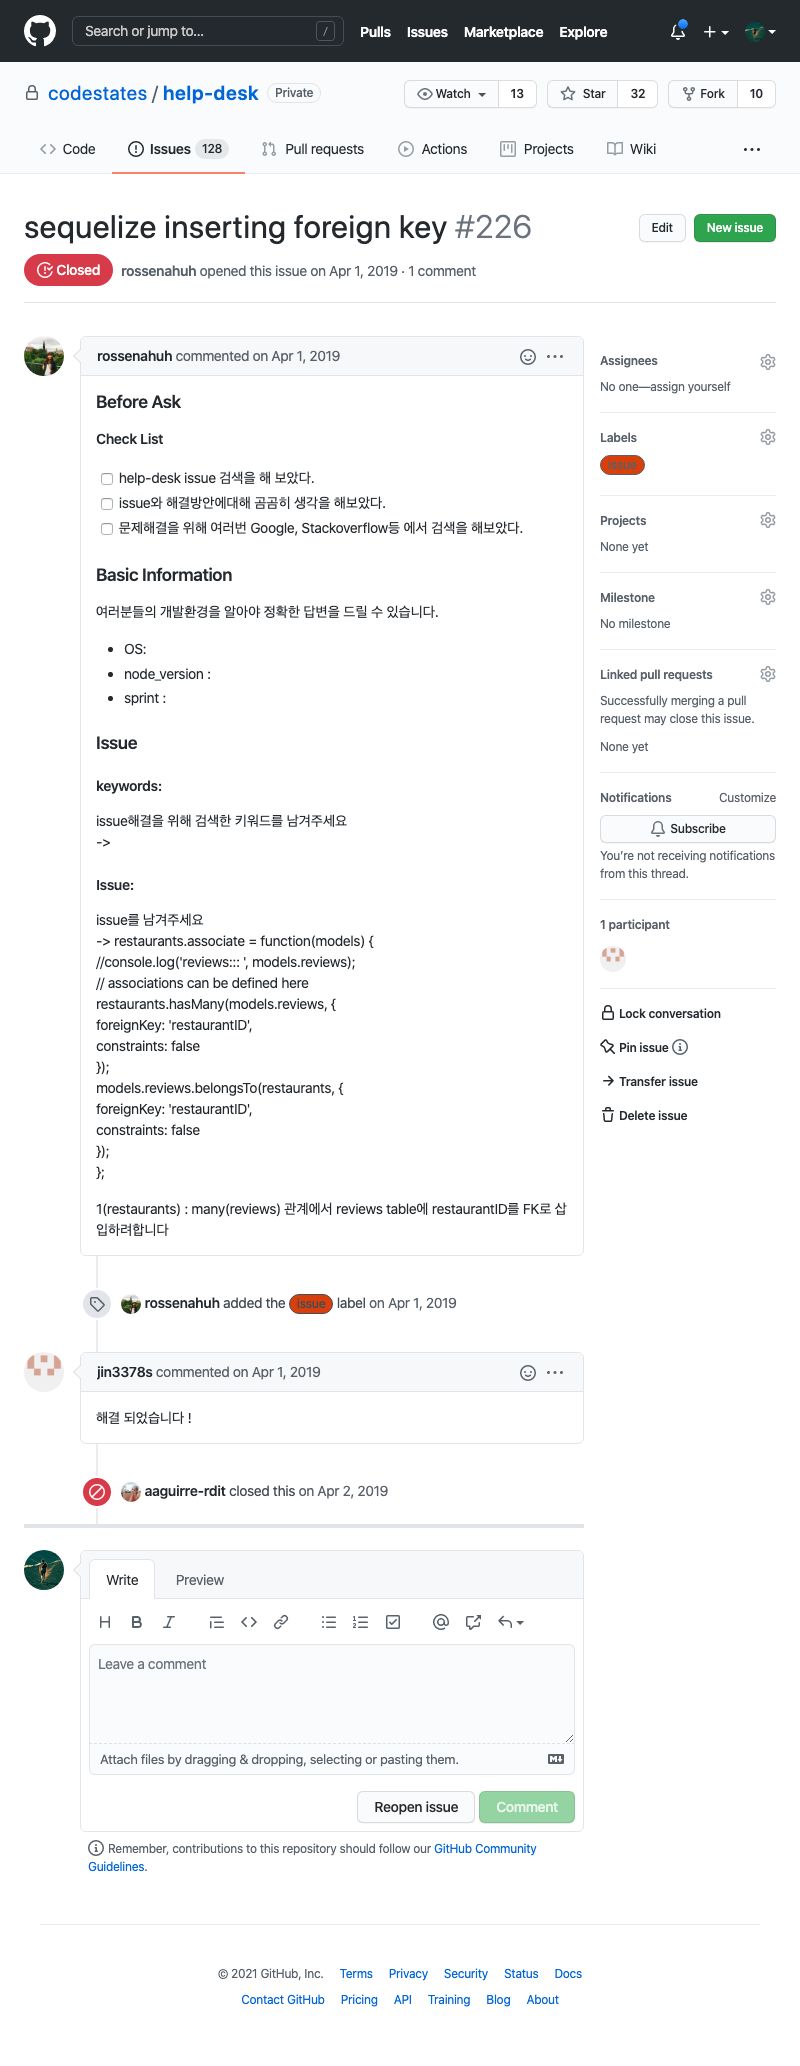 Search or jump to...
/
Pulls
Issues
Marketplace
Explore
codestates / help-desk
Private
Watch
13
Star
32
Fork
10
Code
Issues 128
Pull requests
Actions
Projects
Wiki
sequelize inserting foreign key #226
Edit
New issue
Closed
rossenahuh opened this issue on Apr 1, 2019 · 1 comment
rossenahuh commented on Apr 1, 2019
Before Ask
Check List
help-desk issue 검색을 해 보았다.
issue와 해결방안에대해 곰곰히 생각을 해보았다.
문제해결을 위해 여러번 Google, Stackoverflow등 에서 검색을 해보았다.
Basic Information
여러분들의 개발환경을 알아야 정확한 답변을 드릴 수 있습니다.
• OS:
• node_version :
• sprint :
Issue
keywords:
issue해결을 위해 검색한 키워드를 남겨주세요
->
Issue:
issue를 남겨주세요
-> restaurants.associate = function(models) {
//console.log('reviews::: ', models.reviews);
// associations can be defined here
restaurants.hasMany(models.reviews, {
foreignKey: 'restaurantID',
constraints: false
});
models.reviews.belongsTo(restaurants, {
foreignKey: 'restaurantID',
constraints: false
});
};
1(restaurants) : many(reviews) 관계에서 reviews table에 restaurantID를 FK로 삽
입하려합니다
rossenahuh added the issue label on Apr 1, 2019
jin3378s commented on Apr 1, 2019
해결 되었습니다 !
aaguirre-rdit closed this on Apr 2, 2019
Write
Preview
Leave a comment
Attach files by dragging & dropping, selecting or pasting them.
Reopen issue
Comment
Remember, contributions to this repository should follow our GitHub Community
Guidelines.
Assignees
No one—assign yourself
Labels
issue
Projects
None yet
Milestone
No milestone
Linked pull requests
Successfully merging a pull
request may close this issue.
None yet
Notifications
Customize
Subscribe
You're not receiving notifications
from this thread.
1 participant
Lock conversation
Pin issue
Transfer issue
Delete issue
© 2021 GitHub, Inc.
Terms
Privacy
Security
Status
Docs
Contact GitHub
Pricing
API
Training
Blog
About